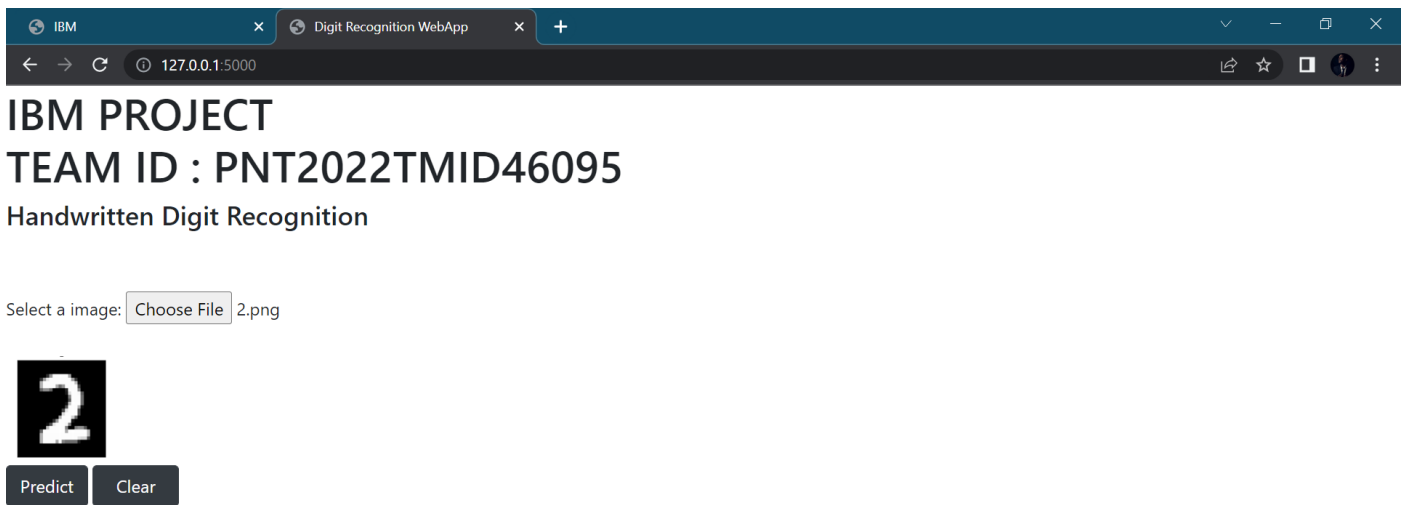 IBM Digit Recognition WebApp
127.0.0.1:5000
IBM PROJECT
TEAM ID : PNT2022TMID46095
Handwritten Digit Recognition
Select a image: Choose File 2.png
2
Predict Clear